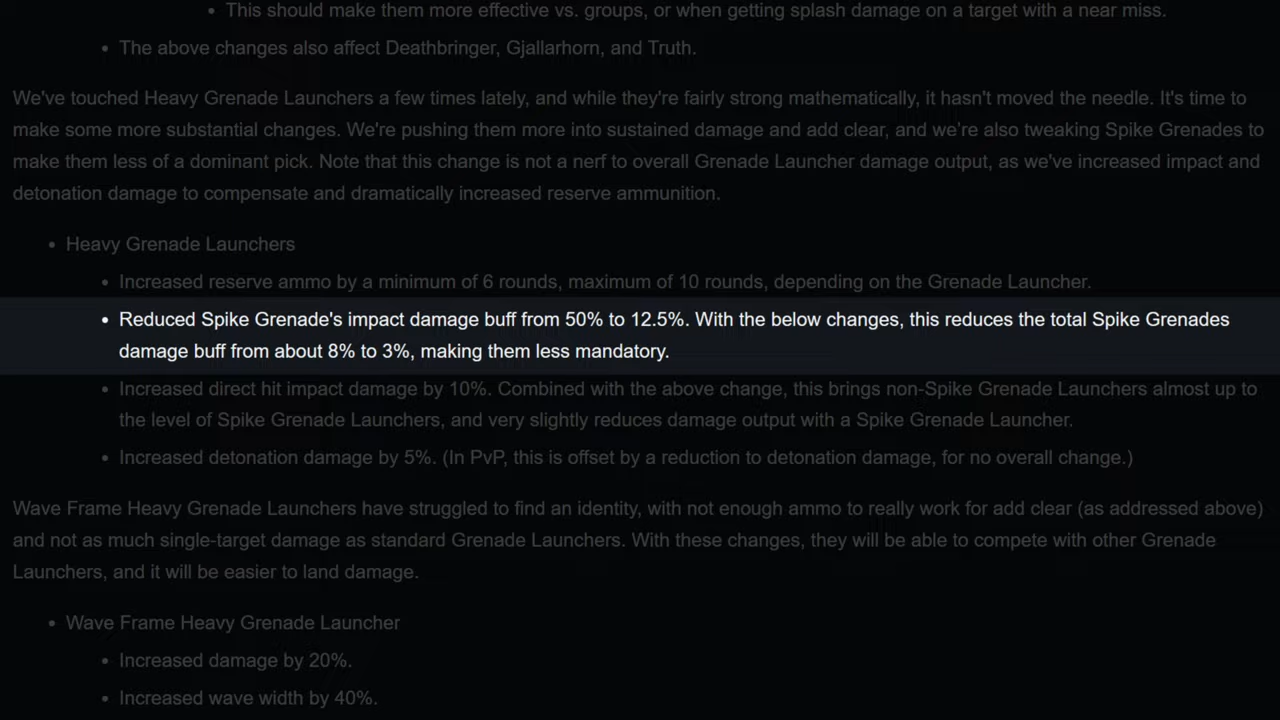 • This should make them more effective vs. groups, or when getting splash damage on a target with a near miss.
• The above changes also affect Deathbringer, Gjallarhorn, and Truth.
We've touched Heavy Grenade Launchers a few times lately, and while they're fairly strong mathematically, it hasn't moved the needle. It's time to
make some more substantial changes. We're pushing them more into sustained damage and add clear, and we're also tweaking Spike Grenades to
make them less of a dominant pick. Note that this change is not a nerf to overall Grenade Launcher damage output, as we've increased impact and
detonation damage to compensate and dramatically increased reserve ammunition.
• Heavy Grenade Launchers
• Increased reserve ammo by a minimum of 6 rounds, maximum of 10 rounds, depending on the Grenade Launcher.
• Reduced Spike Grenade's impact damage buff from 50% to 12.5%. With the below changes, this reduces the total Spike Grenades
damage buff from about 8% to 3%, making them less mandatory.
• Increased direct hit impact damage by 10%. Combined with the above change, this brings non-Spike Grenade Launchers almost up to
the level of Spike Grenade Launchers, and very slightly reduces damage output with a Spike Grenade Launcher.
• Increased detonation damage by 5%. (In PvP, this is offset by a reduction to detonation damage, for no overall change.)
Wave Frame Heavy Grenade Launchers have struggled to find an identity, with not enough ammo to really work for add clear (as addressed above)
and not as much single-target damage as standard Grenade Launchers. With these changes, they will be able to compete with other Grenade
Launchers, and it will be easier to land damage.
• Wave Frame Heavy Grenade Launcher
• Increased damage by 20%.
• Increased wave width by 40%.